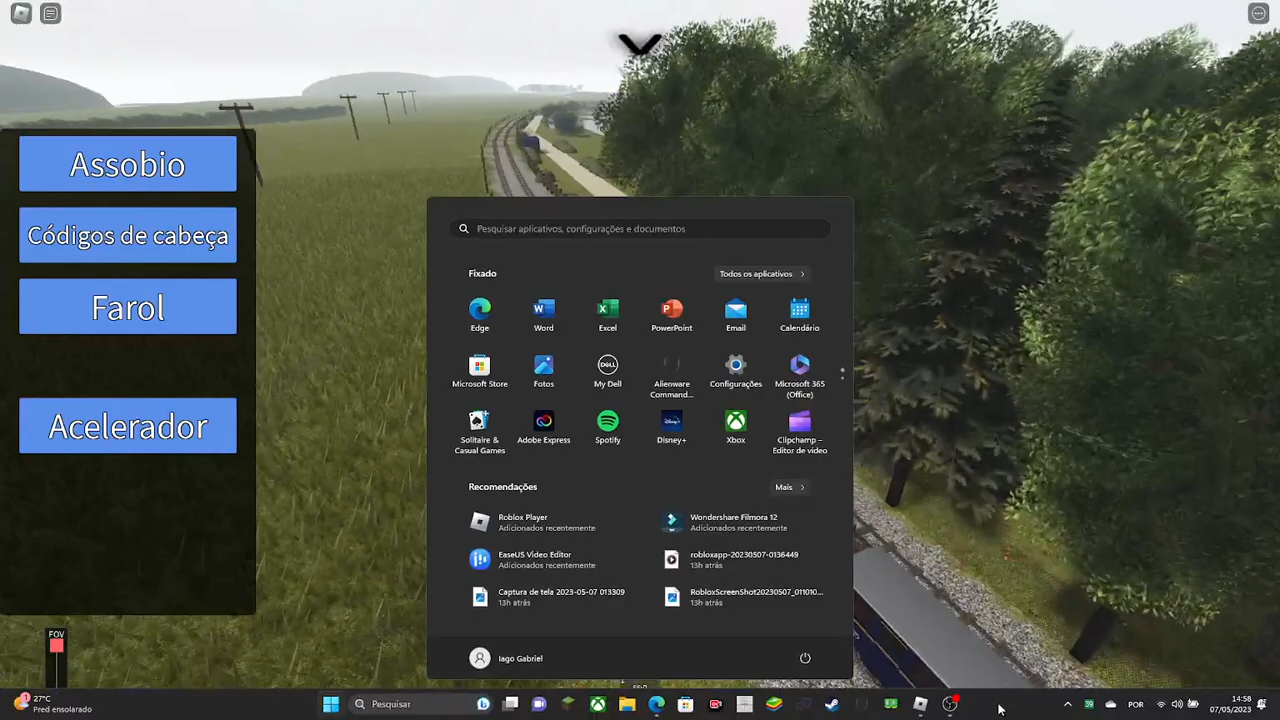 Assobio
Códigos de cabeça
Farol
Acelerador
FOV
Pesquisar aplicativos, configurações e documentos
Fixado
Todos os aplicativos
Edge
Word
Excel
PowerPoint
Email
Calendário
Microsoft Store
Fotos
DELL
My Dell
Alienware
Command...
Configurações
Microsoft 365
(Office)
Solitaire &
Casual Games
Adobe Express
Spotify
Disney+
Xbox
Clipchamp –
Editor de vídeo
Recomendações
Mais
Roblox Player
Adicionados recentemente
Wondershare Filmora 12
Adicionados recentemente
EaseUS Video Editor
Adicionados recentemente
robloxapp-20230507-0136449
13h atrás
Captura de tela 2023-05-07 013309
13h atrás
RobloxScreenShot20230507_011010...
13h atrás
Iago Gabriel
1
27°C
Pred ensolarado
Pesquisar
POR
14:58
07/05/2023